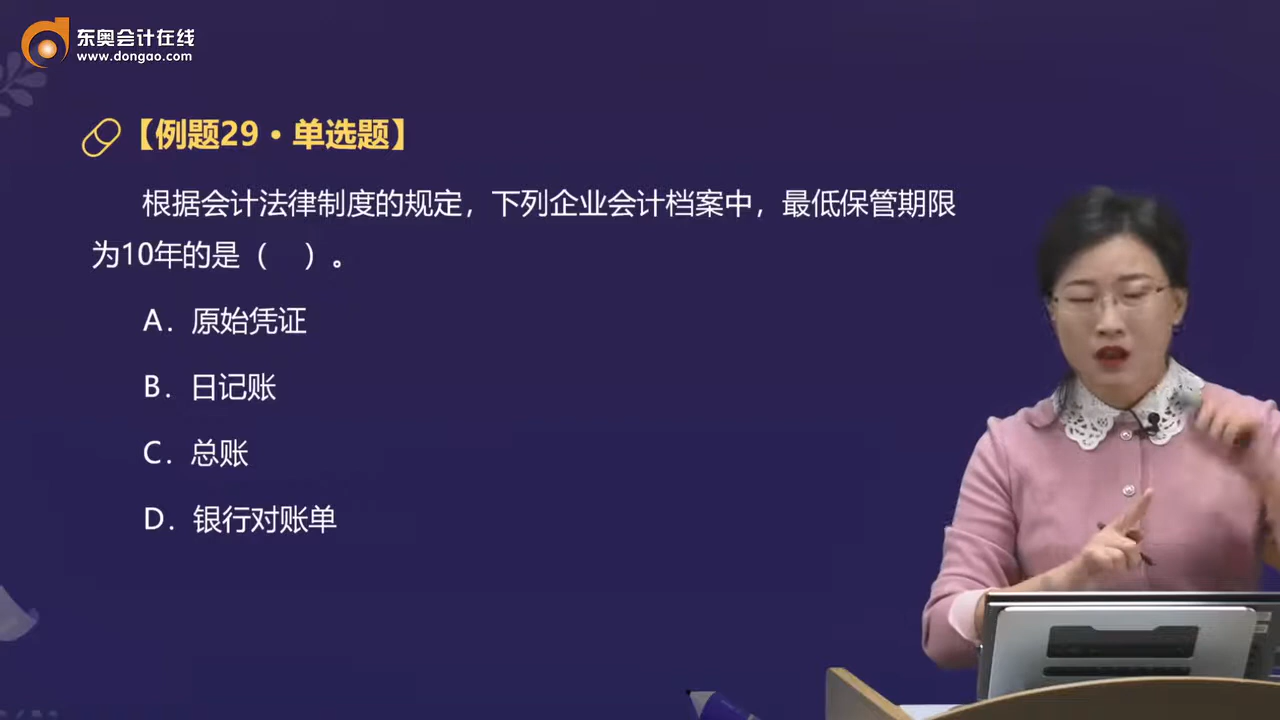 东奥会计在线
www.dongao.com
【例题29·单选题】
根据会计法律制度的规定，下列企业会计档案中，最低保管期限
为10年的是（ ）。
A. 原始凭证
B. 日记账
C. 总账
D. 银行对账单